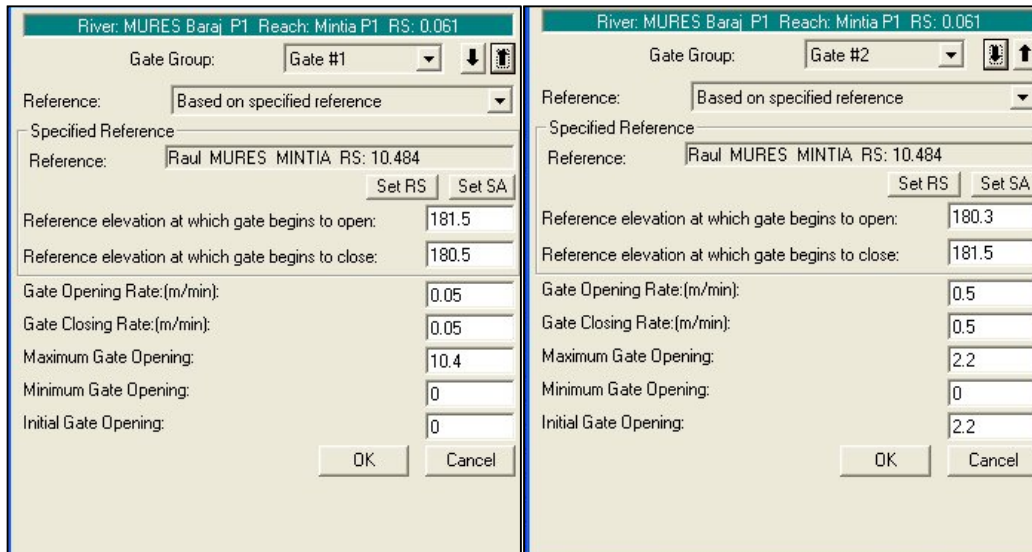 River: MURES Baraj P1 Reach: Mintia P1 RS: 0.061
Gate Group: Gate #1
Reference: Based on specified reference
Specified Reference
Reference: Raul MURES MINTIA RS: 10.484
Set RS Set SA
Reference elevation at which gate begins to open: 181.5
Reference elevation at which gate begins to close: 180.5
Gate Opening Rate:(m/min): 0.05
Gate Closing Rate:(m/min): 0.05
Maximum Gate Opening: 10.4
Minimum Gate Opening: 0
Initial Gate Opening: 0
OK Cancel
River: MURES Baraj P1 Reach: Mintia P1 RS: 0.061
Gate Group: Gate #2
Reference: Based on specified reference
Specified Reference
Reference: Raul MURES MINTIA RS: 10.484
Set RS Set SA
Reference elevation at which gate begins to open: 180.3
Reference elevation at which gate begins to close: 181.5
Gate Opening Rate:(m/min): 0.5
Gate Closing Rate:(m/min): 0.5
Maximum Gate Opening: 2.2
Minimum Gate Opening: 0
Initial Gate Opening: 2.2
OK Cancel